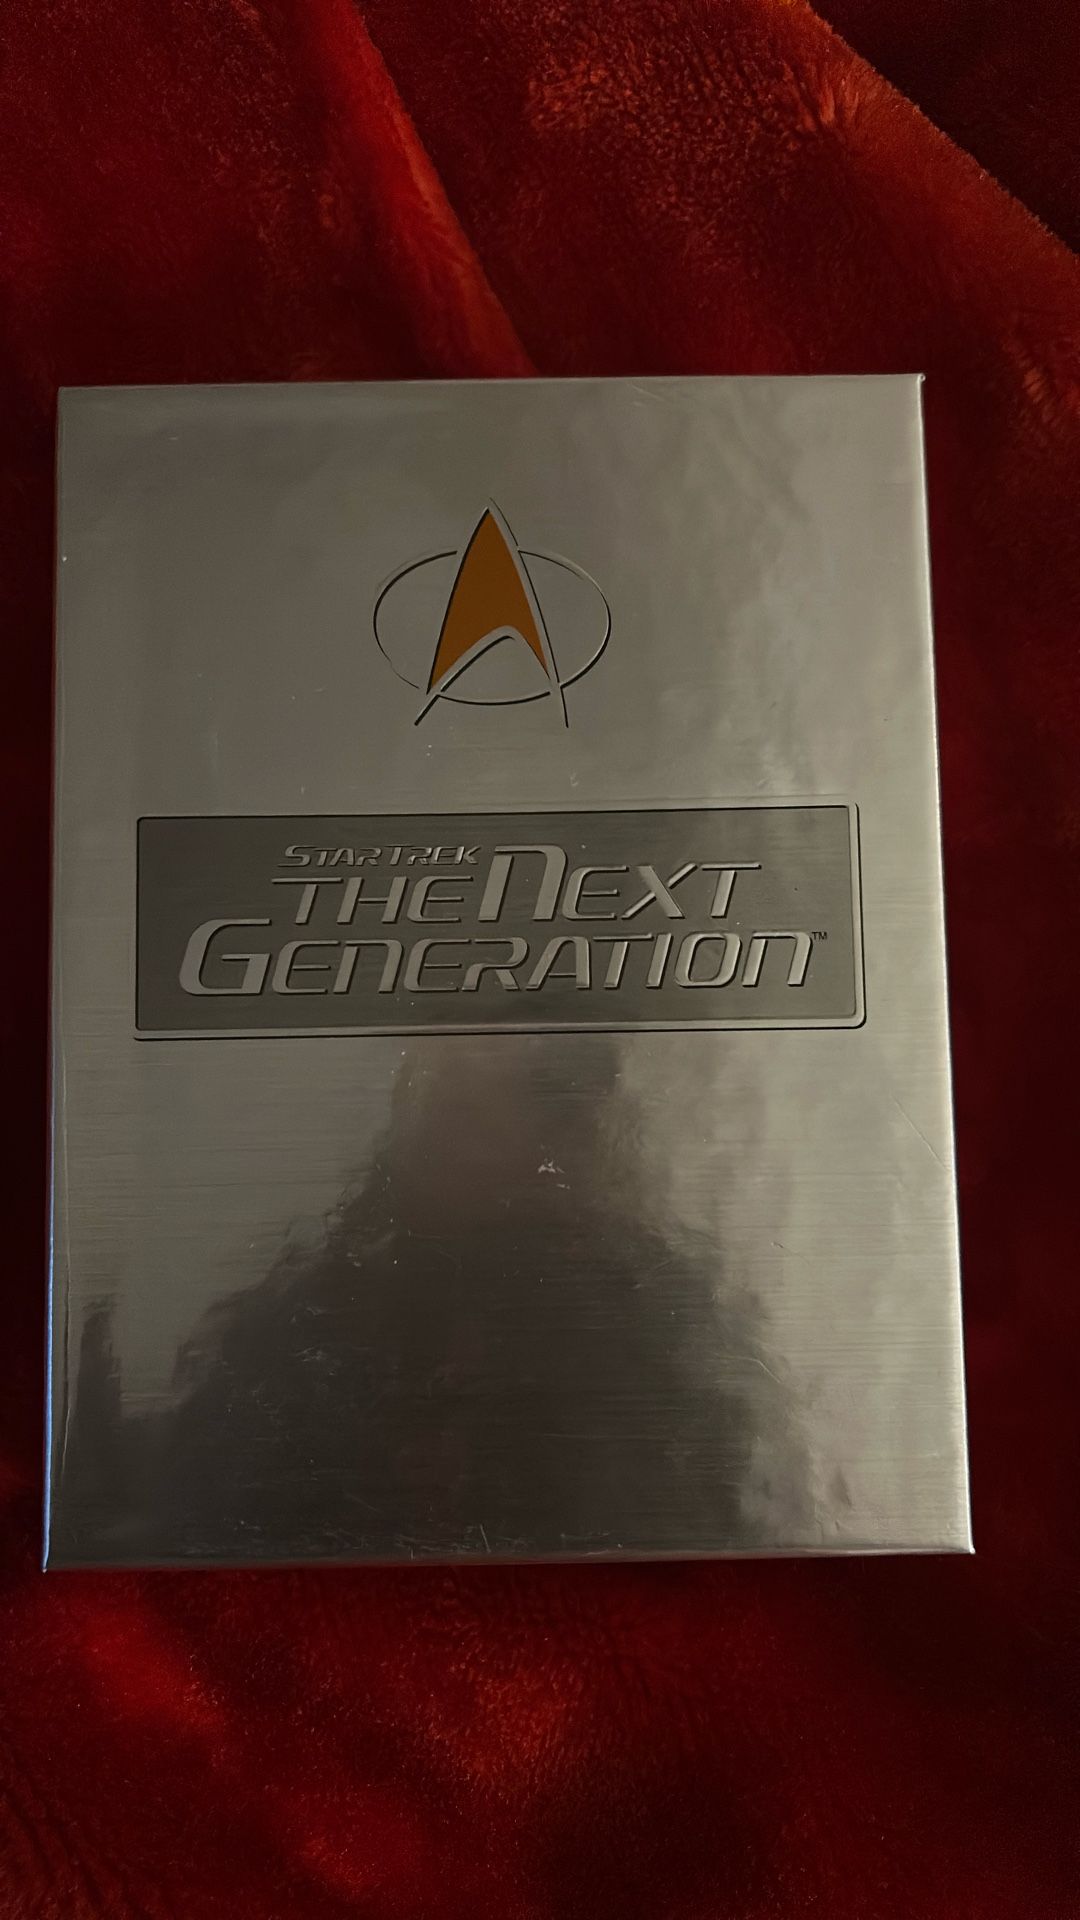 STAR TREK
THE NEXT
GENERATION™